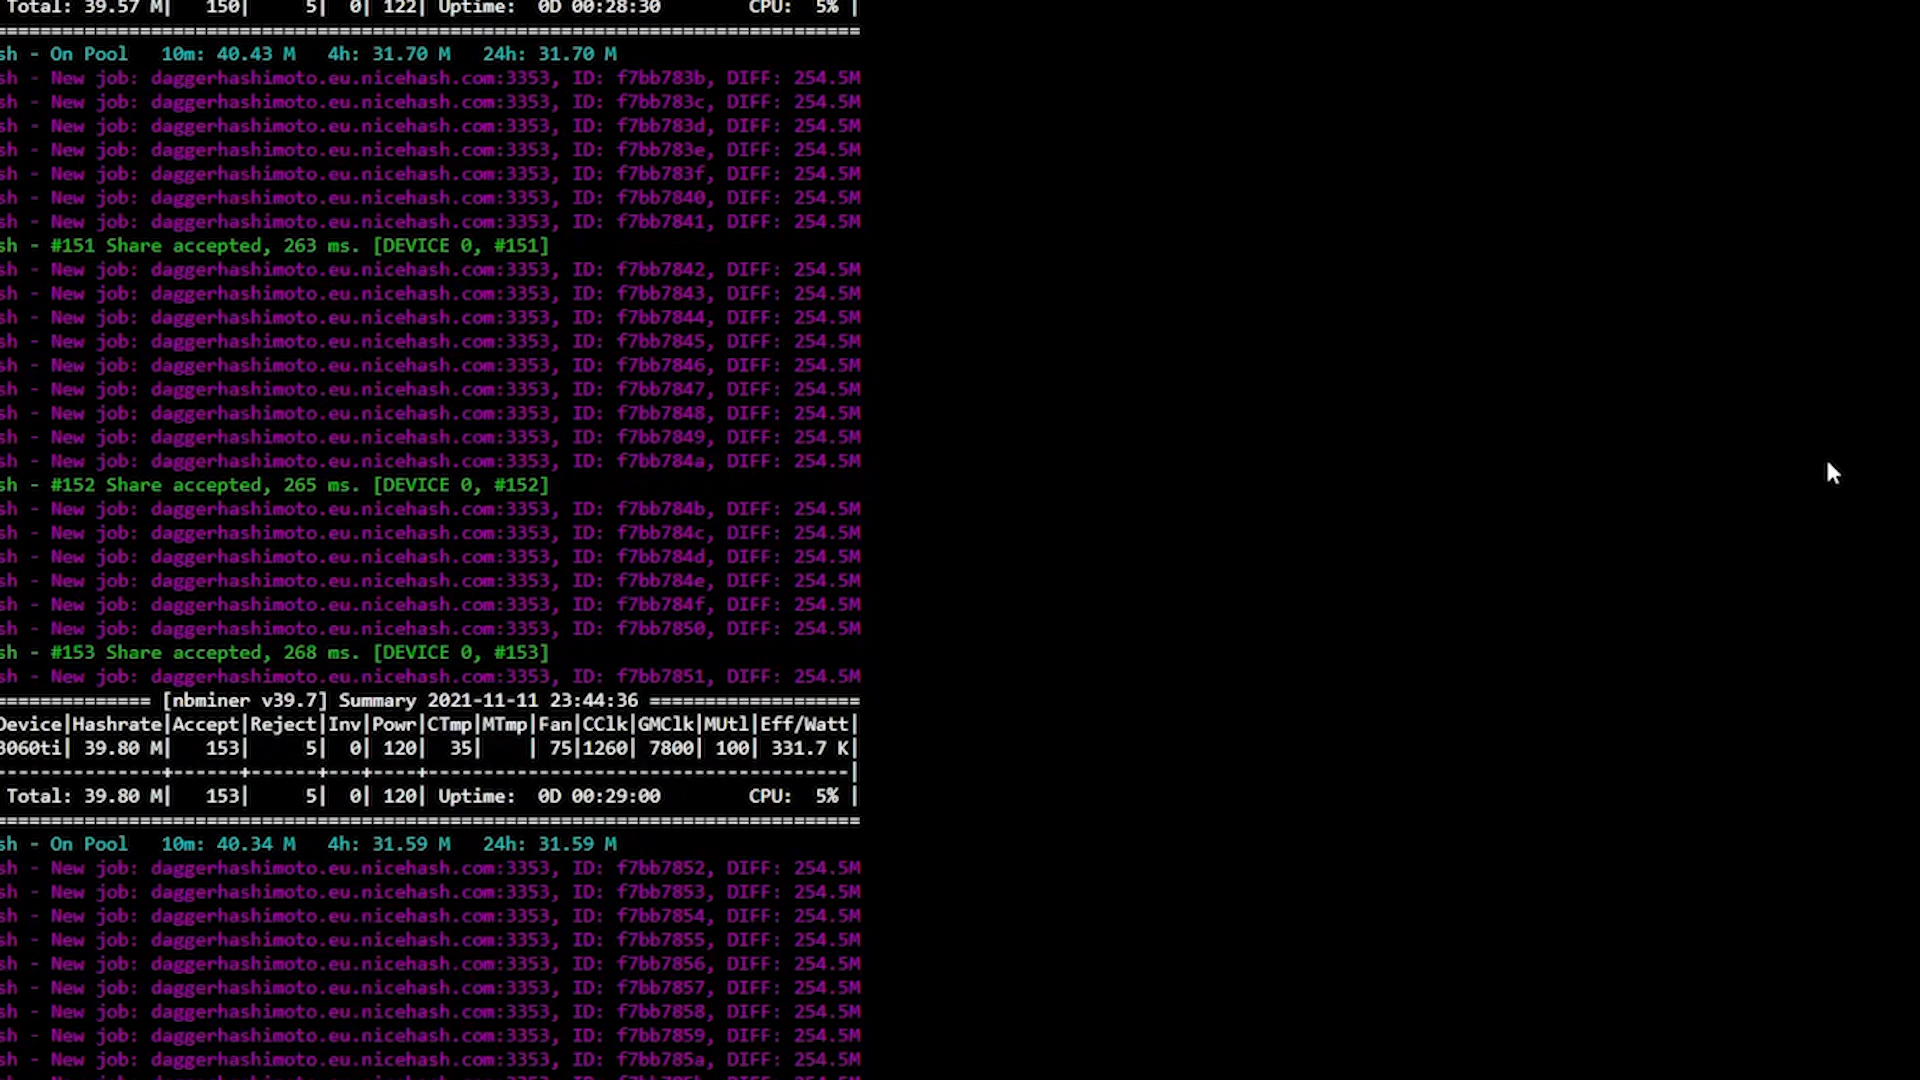 Total: 39.57 M| 150| 5| 0| 122| Uptime: 0D 00:28:30 CPU: 5% |
================================================================================
sh - On Pool 10m: 40.43 M 4h: 31.70 M 24h: 31.70 M
sh - New job: daggerhashimoto.eu.nicehash.com:3353, ID: f7bb783b, DIFF: 254.5M
sh - New job: daggerhashimoto.eu.nicehash.com:3353, ID: f7bb783c, DIFF: 254.5M
sh - New job: daggerhashimoto.eu.nicehash.com:3353, ID: f7bb783d, DIFF: 254.5M
sh - New job: daggerhashimoto.eu.nicehash.com:3353, ID: f7bb783e, DIFF: 254.5M
sh - New job: daggerhashimoto.eu.nicehash.com:3353, ID: f7bb783f, DIFF: 254.5M
sh - New job: daggerhashimoto.eu.nicehash.com:3353, ID: f7bb7840, DIFF: 254.5M
sh - New job: daggerhashimoto.eu.nicehash.com:3353, ID: f7bb7841, DIFF: 254.5M
sh - #151 Share accepted, 263 ms. [DEVICE 0, #151]
sh - New job: daggerhashimoto.eu.nicehash.com:3353, ID: f7bb7842, DIFF: 254.5M
sh - New job: daggerhashimoto.eu.nicehash.com:3353, ID: f7bb7843, DIFF: 254.5M
sh - New job: daggerhashimoto.eu.nicehash.com:3353, ID: f7bb7844, DIFF: 254.5M
sh - New job: daggerhashimoto.eu.nicehash.com:3353, ID: f7bb7845, DIFF: 254.5M
sh - New job: daggerhashimoto.eu.nicehash.com:3353, ID: f7bb7846, DIFF: 254.5M
sh - New job: daggerhashimoto.eu.nicehash.com:3353, ID: f7bb7847, DIFF: 254.5M
sh - New job: daggerhashimoto.eu.nicehash.com:3353, ID: f7bb7848, DIFF: 254.5M
sh - New job: daggerhashimoto.eu.nicehash.com:3353, ID: f7bb7849, DIFF: 254.5M
sh - New job: daggerhashimoto.eu.nicehash.com:3353, ID: f7bb784a, DIFF: 254.5M
sh - #152 Share accepted, 265 ms. [DEVICE 0, #152]
sh - New job: daggerhashimoto.eu.nicehash.com:3353, ID: f7bb784b, DIFF: 254.5M
sh - New job: daggerhashimoto.eu.nicehash.com:3353, ID: f7bb784c, DIFF: 254.5M
sh - New job: daggerhashimoto.eu.nicehash.com:3353, ID: f7bb784d, DIFF: 254.5M
sh - New job: daggerhashimoto.eu.nicehash.com:3353, ID: f7bb784e, DIFF: 254.5M
sh - New job: daggerhashimoto.eu.nicehash.com:3353, ID: f7bb784f, DIFF: 254.5M
sh - New job: daggerhashimoto.eu.nicehash.com:3353, ID: f7bb7850, DIFF: 254.5M
sh - #153 Share accepted, 268 ms. [DEVICE 0, #153]
sh - New job: daggerhashimoto.eu.nicehash.com:3353, ID: f7bb7851, DIFF: 254.5M
============== [nbminer v39.7] Summary 2021-11-11 23:44:36 ===================
Device|Hashrate|Accept|Reject|Inv|Powr|CTmp|MTmp|Fan|CClk|GMClk|MUtl|Eff/Watt|
3060ti| 39.80 M| 153| 5| 0| 120| 35| | 75|1260| 7800| 100| 331.7 K|
---------------+------+------+---+----+---------------------------------------|
Total: 39.80 M| 153| 5| 0| 120| Uptime: 0D 00:29:00 CPU: 5% |
================================================================================
sh - On Pool 10m: 40.34 M 4h: 31.59 M 24h: 31.59 M
sh - New job: daggerhashimoto.eu.nicehash.com:3353, ID: f7bb7852, DIFF: 254.5M
sh - New job: daggerhashimoto.eu.nicehash.com:3353, ID: f7bb7853, DIFF: 254.5M
sh - New job: daggerhashimoto.eu.nicehash.com:3353, ID: f7bb7854, DIFF: 254.5M
sh - New job: daggerhashimoto.eu.nicehash.com:3353, ID: f7bb7855, DIFF: 254.5M
sh - New job: daggerhashimoto.eu.nicehash.com:3353, ID: f7bb7856, DIFF: 254.5M
sh - New job: daggerhashimoto.eu.nicehash.com:3353, ID: f7bb7857, DIFF: 254.5M
sh - New job: daggerhashimoto.eu.nicehash.com:3353, ID: f7bb7858, DIFF: 254.5M
sh - New job: daggerhashimoto.eu.nicehash.com:3353, ID: f7bb7859, DIFF: 254.5M
sh - New job: daggerhashimoto.eu.nicehash.com:3353, ID: f7bb785a, DIFF: 254.5M